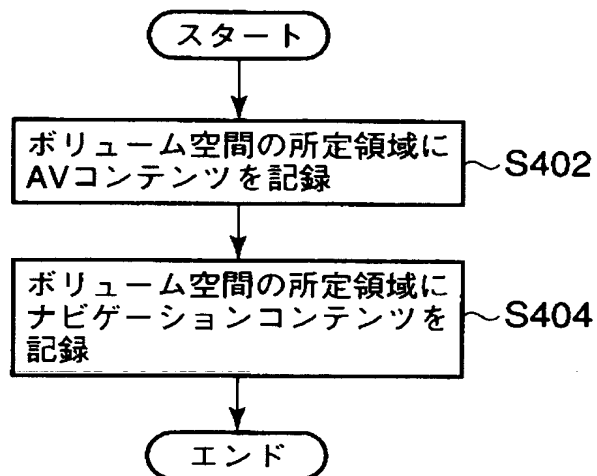 スタート
ボリューム空間の所定領域に
AVコンテンツを記録
S402
ボリューム空間の所定領域に
ナビゲーションコンテンツを
記録
S404
エンド